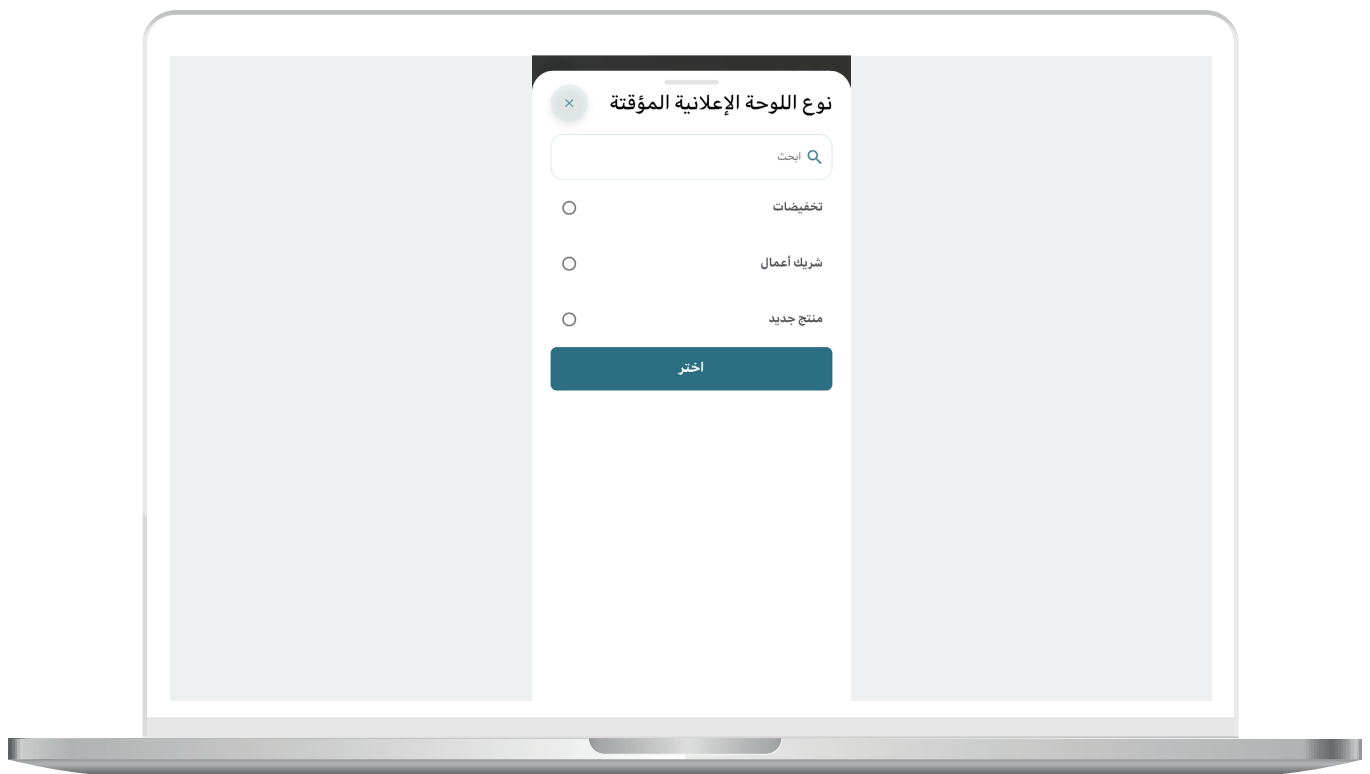 نوع اللوحة الإعلانية المؤقتة
ابحث
تخفيضات
شريك أعمال
منتج جديد
اختر